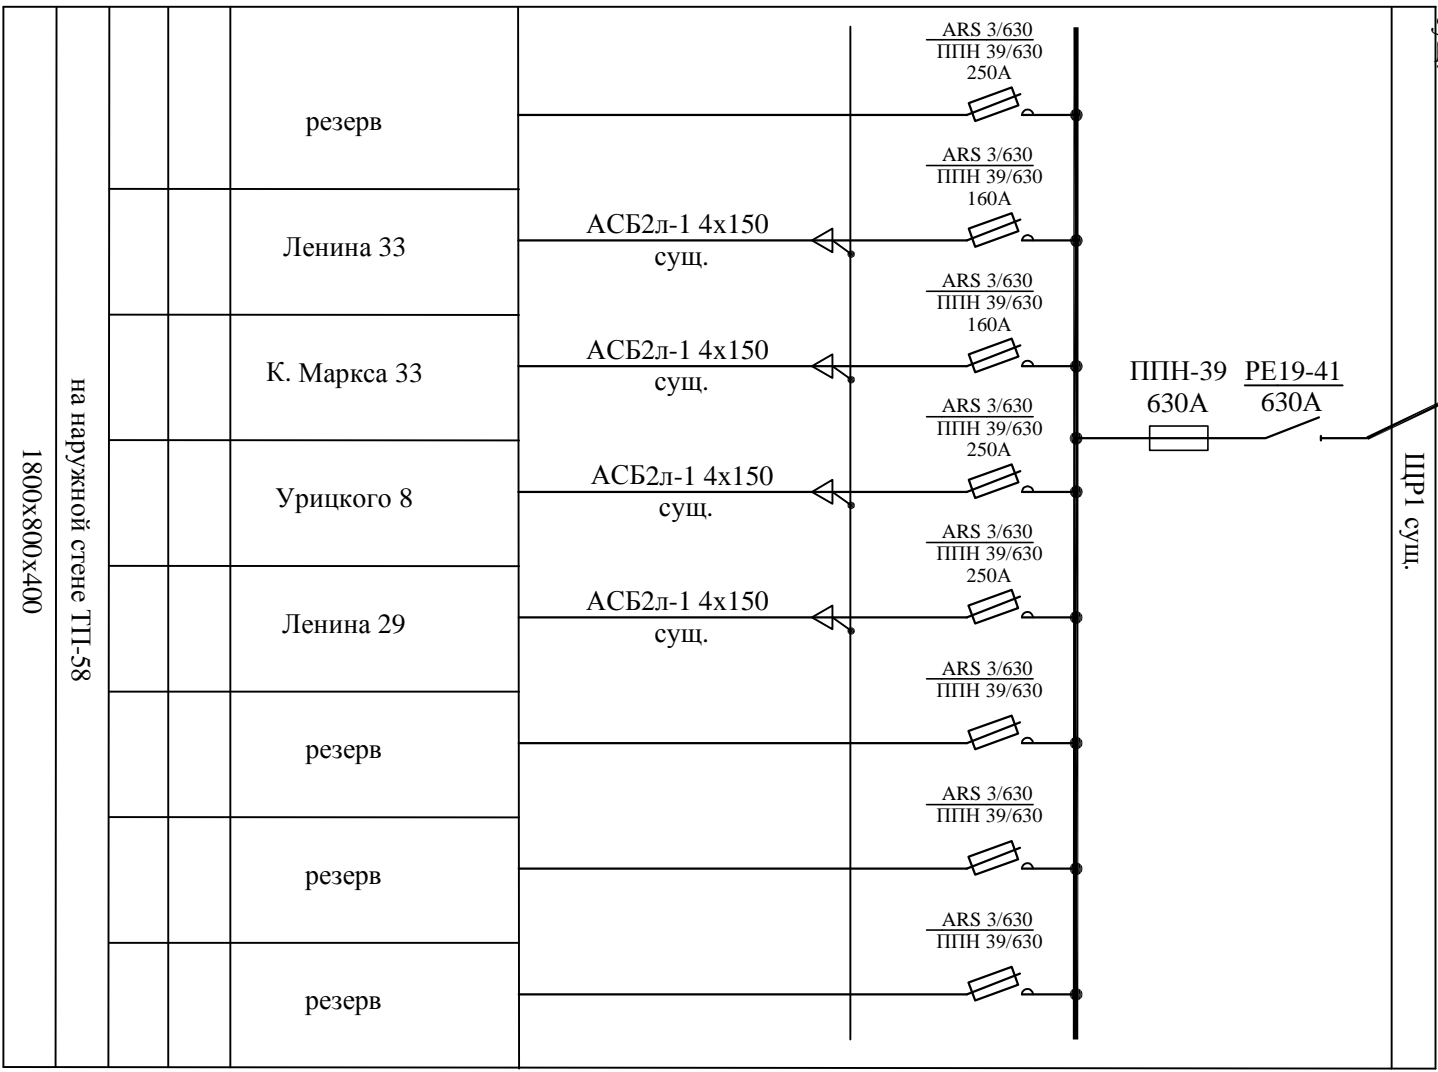 ARS 3/630
ППН 39/630
250А
резерв
ARS 3/630
ППН 39/630
160А
Ленина 33
АСБ2л-1 4х150
сущ.
ARS 3/630
ППН 39/630
160А
К. Маркса 33
АСБ2л-1 4х150
сущ.
ППН-39
630А
РЕ19-41
630А
ARS 3/630
ППН 39/630
250А
Урицкого 8
АСБ2л-1 4х150
сущ.
ARS 3/630
ППН 39/630
250А
Ленина 29
АСБ2л-1 4х150
сущ.
ARS 3/630
ППН 39/630
резерв
ARS 3/630
ППН 39/630
резерв
ARS 3/630
ППН 39/630
резерв
ЩР1 сущ.
на наружной стене ТП-58
1800х800х400